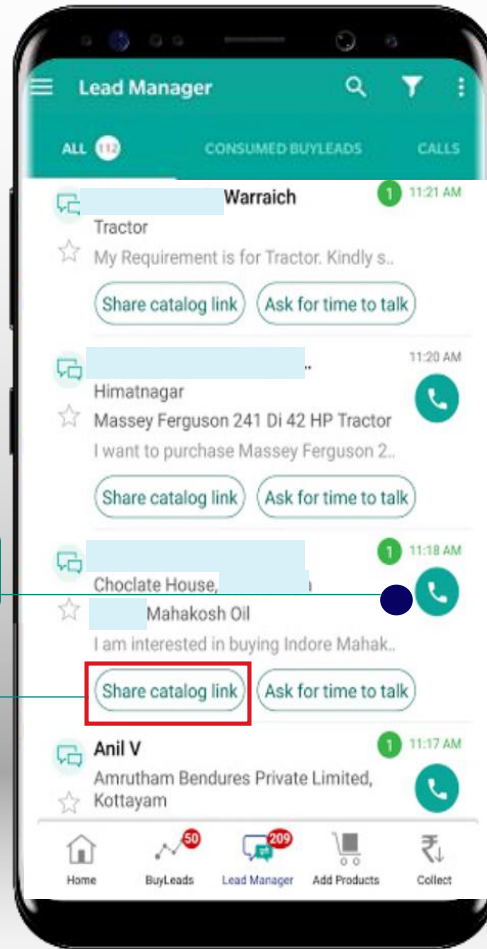 Lead Manager
ALL 112 CONSUMED BUYLEADS CALLS
Warraich 1 11:21 AM
Tractor
My Requirement is for Tractor. Kindly s..
Share catalog link Ask for time to talk
.. 11:20 AM
Himatnagar
Massey Ferguson 241 Di 42 HP Tractor
I want to purchase Massey Ferguson 2..
Share catalog link Ask for time to talk
1 11:18 AM
Choclate House,
Mahakosh Oil
I am interested in buying Indore Mahak..
Share catalog link Ask for time to talk
Anil V 1 11:17 AM
Amrutham Bendures Private Limited,
Kottayam
50 209
Home BuyLeads Lead Manager Add Products Collect